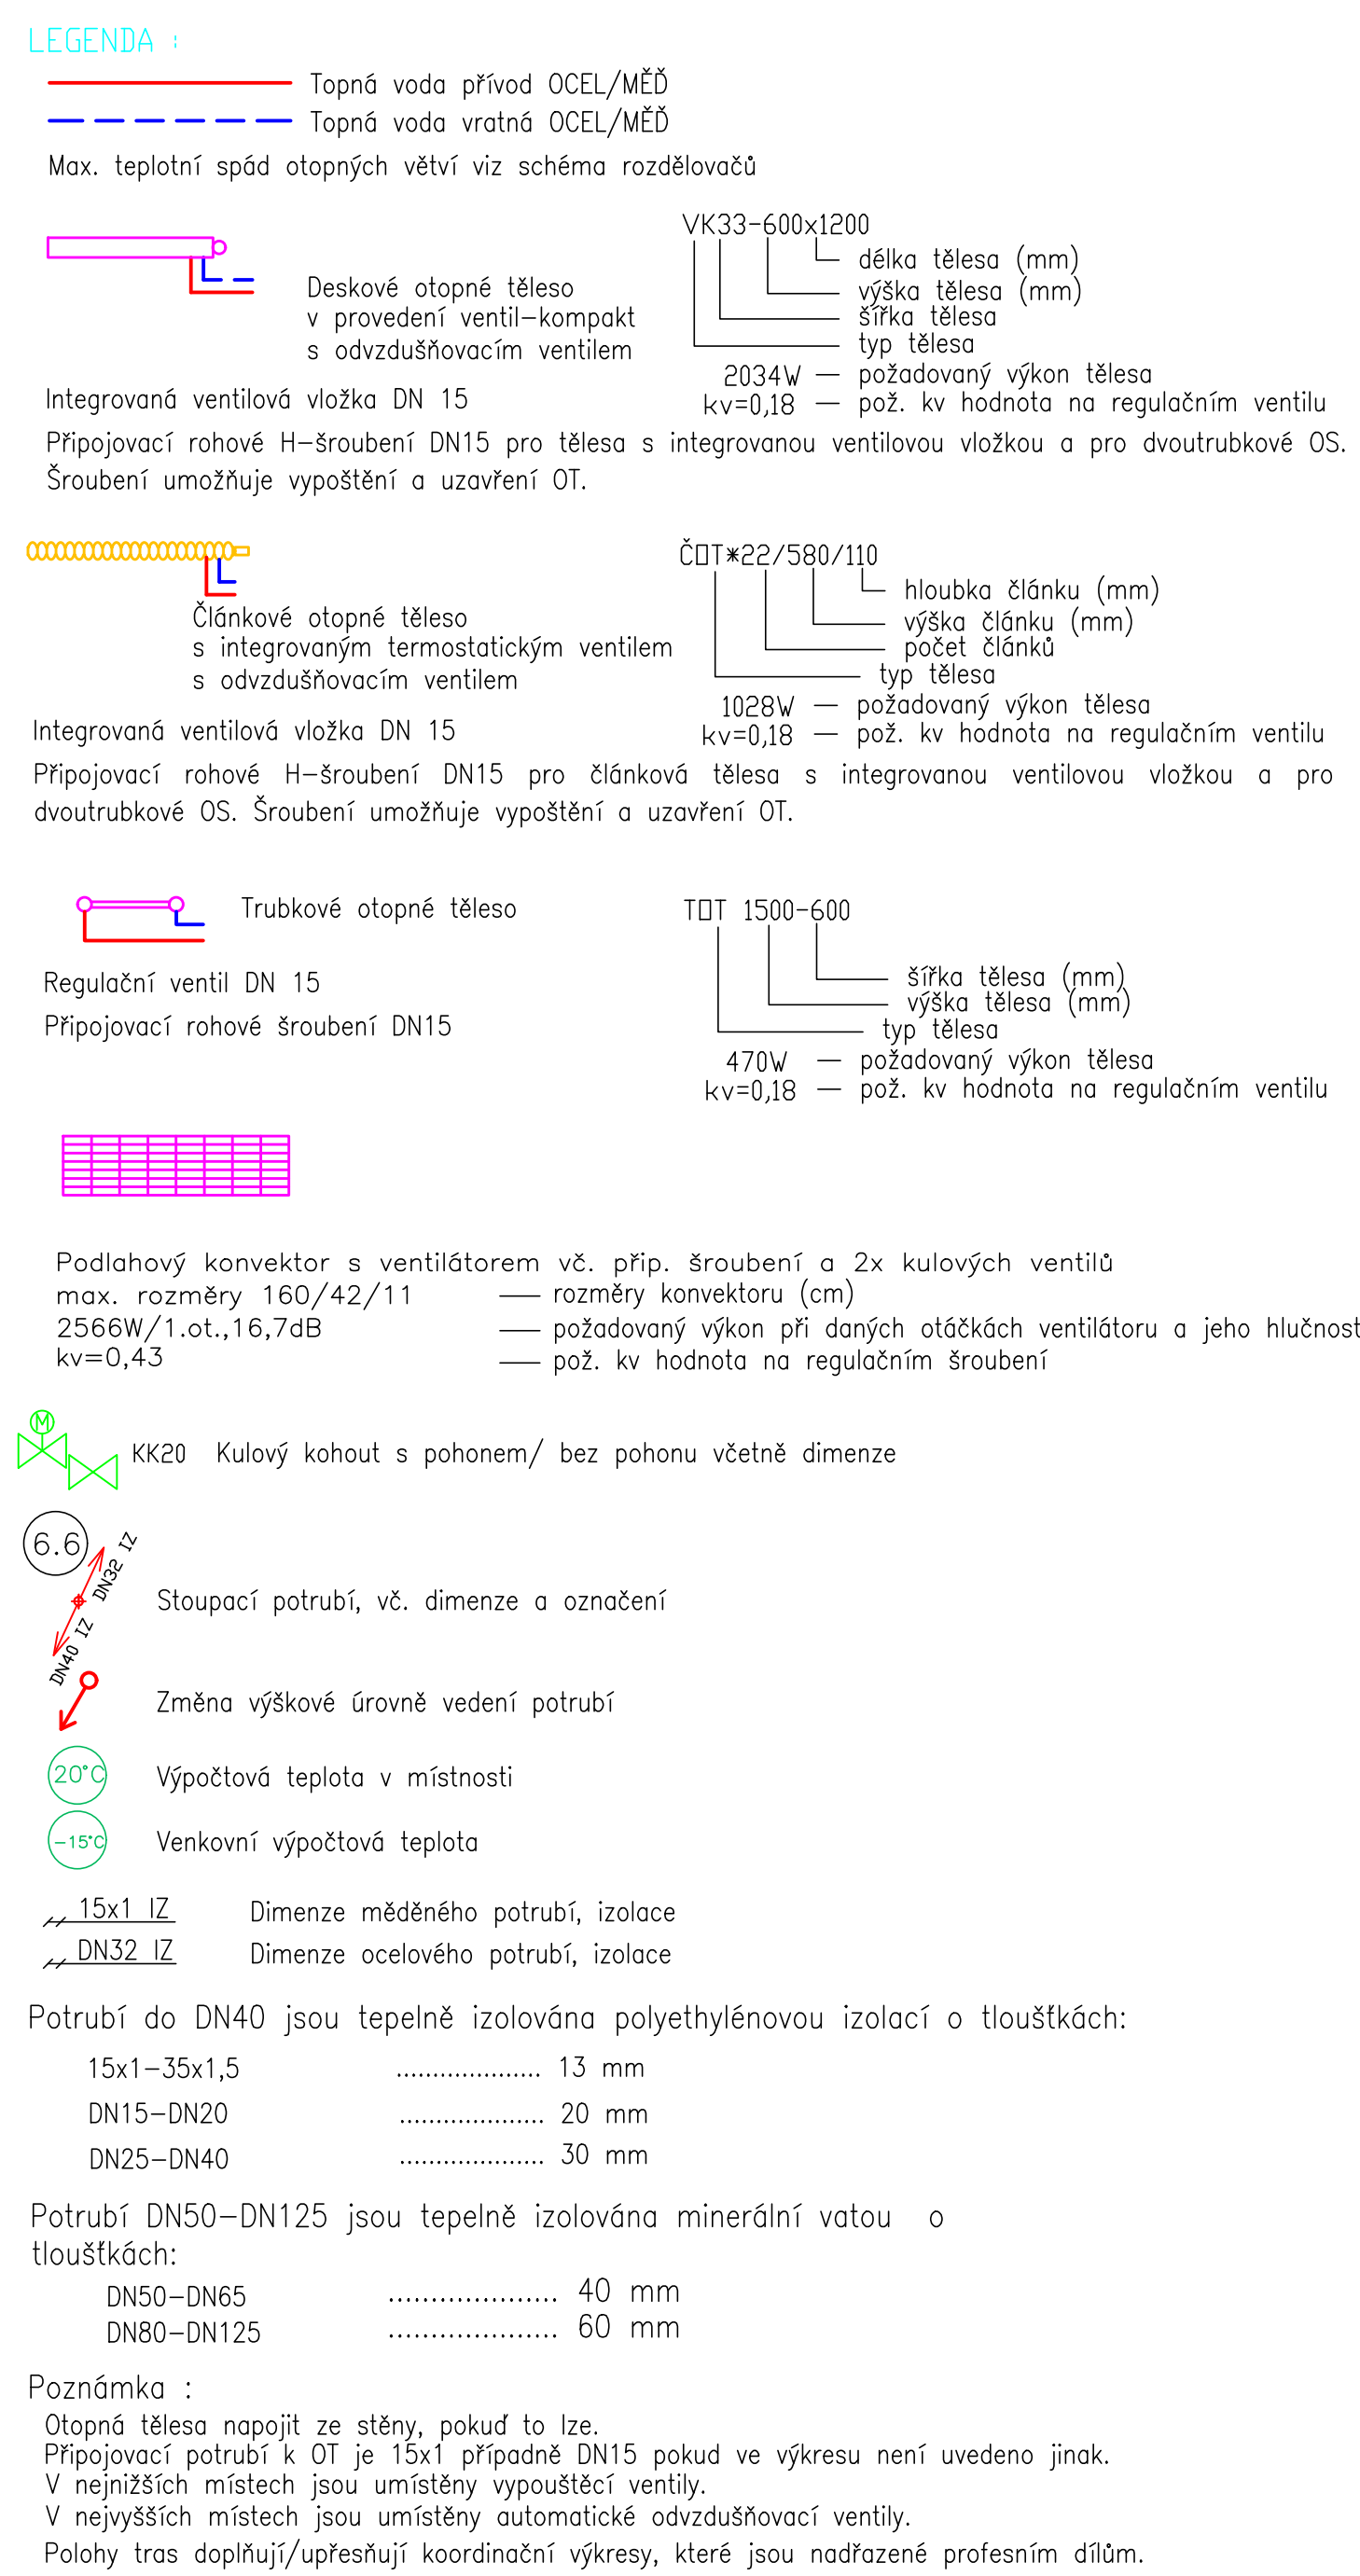 LEGENDA :
Topná voda přívod OCEL/MĚĎ
Topná voda vratná OCEL/MĚĎ
Max. teplotní spád otopných větví viz schéma rozdělovačů
VK33-600x1200
délka tělesa (mm)
výška tělesa (mm)
šířka tělesa
typ tělesa
Deskové otopné těleso
v provedení ventil-kompakt
s odvzdušňovacím ventilem
2034W — požadovaný výkon tělesa
kv=0,18 — pož. kv hodnota na regulačním ventilu
Integrovaná ventilová vložka DN 15
Připojovací rohové H-šroubení DN15 pro tělesa s integrovanou ventilovou vložkou a pro dvoutrubkové OS.
Šroubení umožňuje vypoštění a uzavření OT.
ČOT*22/580/110
hloubka článku (mm)
výška článku (mm)
počet článků
typ tělesa
Článkové otopné těleso
s integrovaným termostatickým ventilem
s odvzdušňovacím ventilem
1028W — požadovaný výkon tělesa
kv=0,18 — pož. kv hodnota na regulačním ventilu
Integrovaná ventilová vložka DN 15
Připojovací rohové H-šroubení DN15 pro článková tělesa s integrovanou ventilovou vložkou a pro
dvoutrubkové OS. Šroubení umožňuje vypoštění a uzavření OT.
Trubkové otopné těleso
TOT 1500-600
šířka tělesa (mm)
výška tělesa (mm)
typ tělesa
Regulační ventil DN 15
Připojovací rohové šroubení DN15
470W — požadovaný výkon tělesa
kv=0,18 — pož. kv hodnota na regulačním ventilu
Podlahový konvektor s ventilátorem vč. přip. šroubení a 2x kulových ventilů
max. rozměry 160/42/11 — rozměry konvektoru (cm)
2566W/1.ot.,16,7dB — požadovaný výkon při daných otáčkách ventilátoru a jeho hlučnost
kv=0,43 — pož. kv hodnota na regulačním šroubení
M
KK20 Kulový kohout s pohonem/ bez pohonu včetně dimenze
6.6
DN32 IZ
DN40 IZ
Stoupací potrubí, vč. dimenze a označení
Změna výškové úrovně vedení potrubí
20°C Výpočtová teplota v místnosti
-15°C Venkovní výpočtová teplota
15x1 IZ Dimenze měděného potrubí, izolace
DN32 IZ Dimenze ocelového potrubí, izolace
Potrubí do DN40 jsou tepelně izolována polyethylénovou izolací o tloušťkách:
15x1-35x1,5 .................... 13 mm
DN15-DN20 .................... 20 mm
DN25-DN40 .................... 30 mm
Potrubí DN50-DN125 jsou tepelně izolována minerální vatou o
tloušťkách:
DN50-DN65 .................... 40 mm
DN80-DN125 .................... 60 mm
Poznámka :
Otopná tělesa napojit ze stěny, pokuď to lze.
Připojovací potrubí k OT je 15x1 případně DN15 pokud ve výkresu není uvedeno jinak.
V nejnižších místech jsou umístěny vypouštěcí ventily.
V nejvyšších místech jsou umístěny automatické odvzdušňovací ventily.
Polohy tras doplňují/upřesňují koordinační výkresy, které jsou nadřazené profesním dílům.